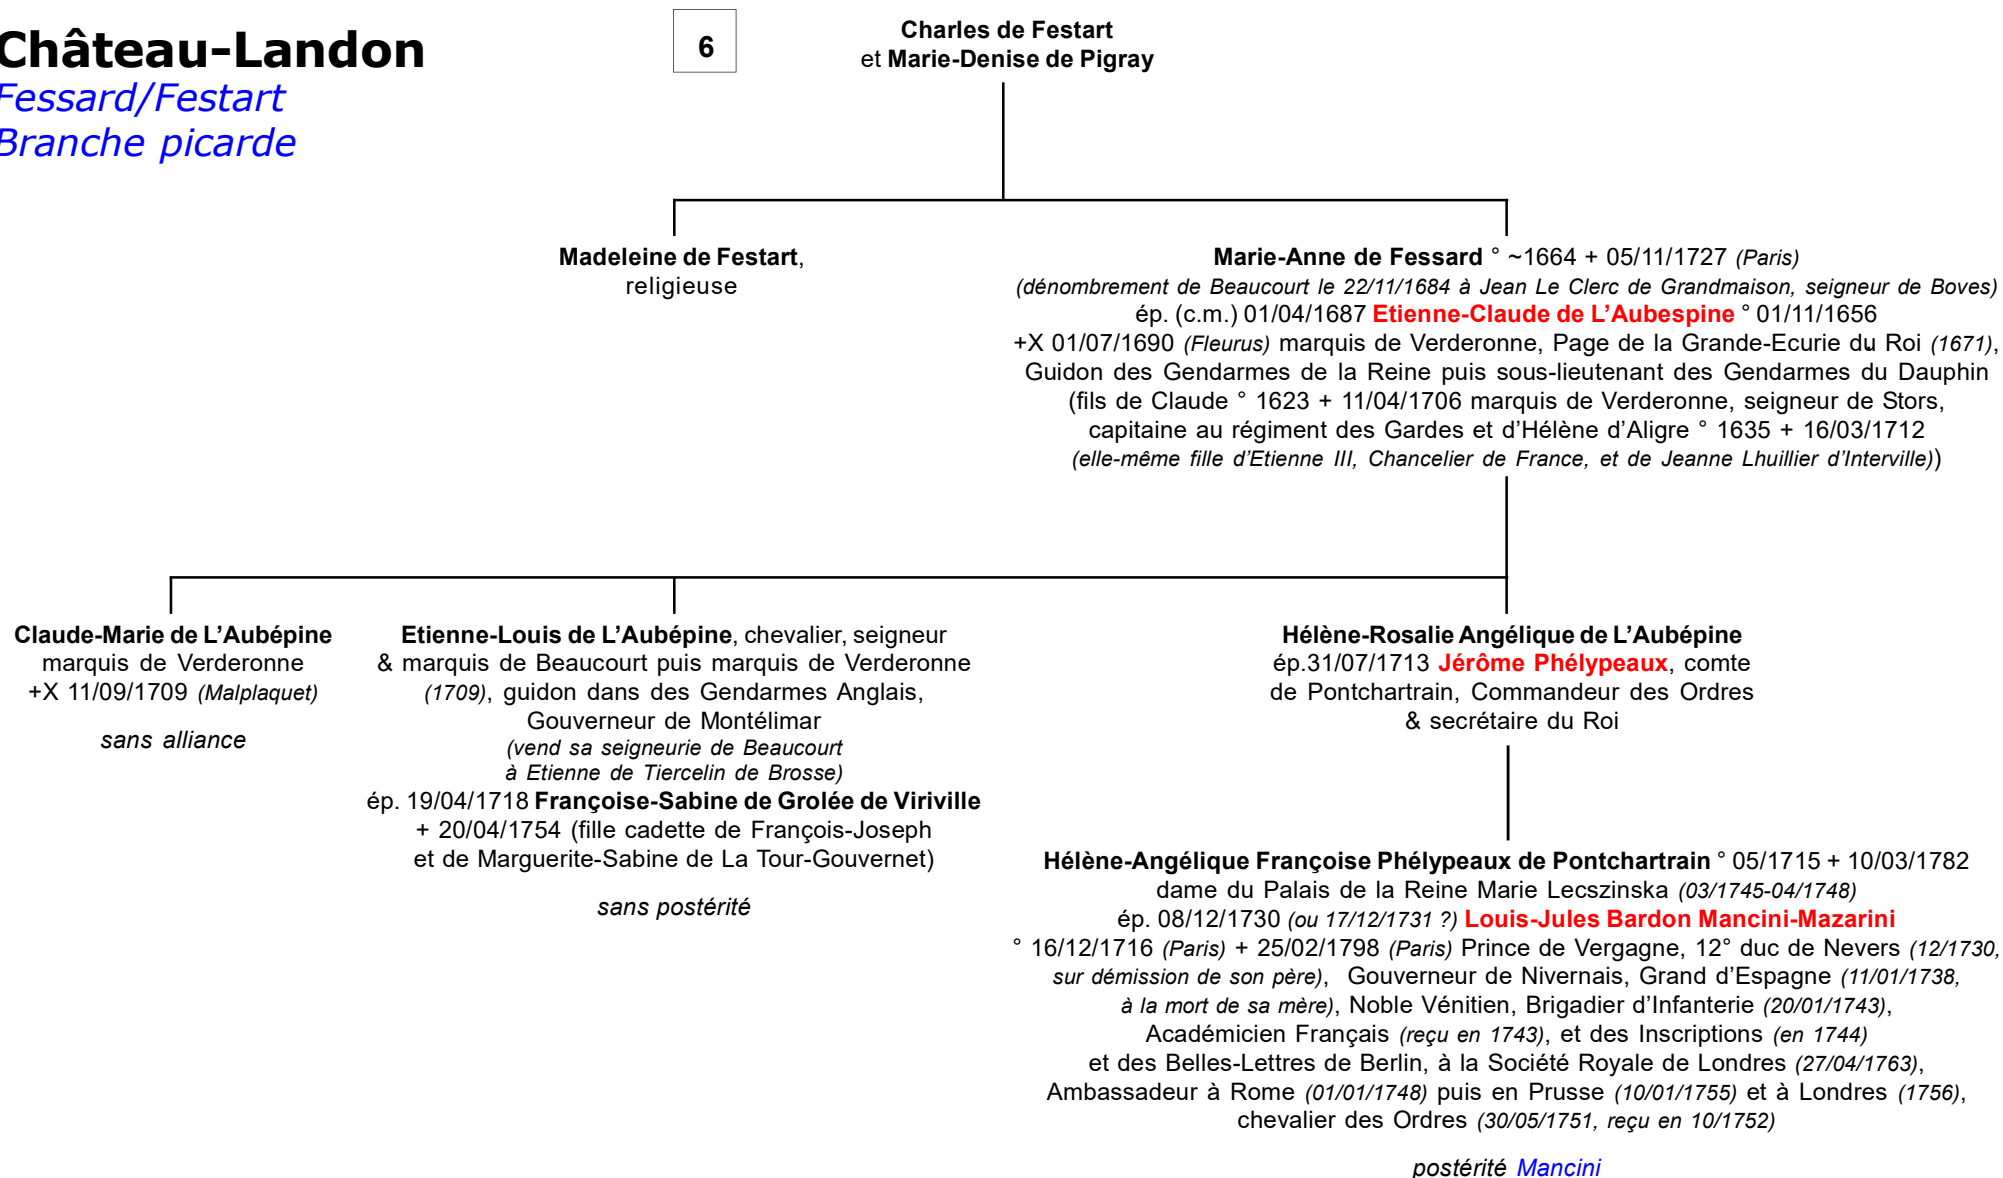 Château-Landon
Fessard/Festart
Branche picarde
6
Charles de Festart
et Marie-Denise de Pigray
Madeleine de Festart,
religieuse
Marie-Anne de Fessard ° ~1664 + 05/11/1727 (Paris)
(dénombrement de Beaucourt le 22/11/1684 à Jean Le Clerc de Grandmaison, seigneur de Boves)
ép. (c.m.) 01/04/1687 Etienne-Claude de L'Aubespine ° 01/11/1656
+X 01/07/1690 (Fleurus) marquis de Verderonne, Page de la Grande-Ecurie du Roi (1671),
Guidon des Gendarmes de la Reine puis sous-lieutenant des Gendarmes du Dauphin
(fils de Claude ° 1623 + 11/04/1706 marquis de Verderonne, seigneur de Stors,
capitaine au régiment des Gardes et d'Hélène d'Aligre ° 1635 + 16/03/1712
(elle-même fille d'Etienne III, Chancelier de France, et de Jeanne Lhuillier d'Interville))
Claude-Marie de L'Aubépine
marquis de Verderonne
+X 11/09/1709 (Malplaquet)
sans alliance
Etienne-Louis de L'Aubépine, chevalier, seigneur
& marquis de Beaucourt puis marquis de Verderonne
(1709), guidon dans des Gendarmes Anglais,
Gouverneur de Montélimar
(vend sa seigneurie de Beaucourt
à Etienne de Tiercelin de Brosse)
ép. 19/04/1718 Françoise-Sabine de Grolée de Viriville
+ 20/04/1754 (fille cadette de François-Joseph
et de Marguerite-Sabine de La Tour-Gouvernet)
sans postérité
Hélène-Rosalie Angélique de L'Aubépine
ép.31/07/1713 Jérôme Phélypeaux, comte
de Pontchartrain, Commandeur des Ordres
& secrétaire du Roi
Hélène-Angélique Françoise Phélypeaux de Pontchartrain ° 05/1715 + 10/03/1782
dame du Palais de la Reine Marie Lecszinska (03/1745-04/1748)
ép. 08/12/1730 (ou 17/12/1731 ?) Louis-Jules Bardon Mancini-Mazarini
° 16/12/1716 (Paris) + 25/02/1798 (Paris) Prince de Vergagne, 12° duc de Nevers (12/1730,
sur démission de son père), Gouverneur de Nivernais, Grand d'Espagne (11/01/1738,
à la mort de sa mère), Noble Vénitien, Brigadier d'Infanterie (20/01/1743),
Académicien Français (reçu en 1743), et des Inscriptions (en 1744)
et des Belles-Lettres de Berlin, à la Société Royale de Londres (27/04/1763),
Ambassadeur à Rome (01/01/1748) puis en Prusse (10/01/1755) et à Londres (1756),
chevalier des Ordres (30/05/1751, reçu en 10/1752)
postérité Mancini